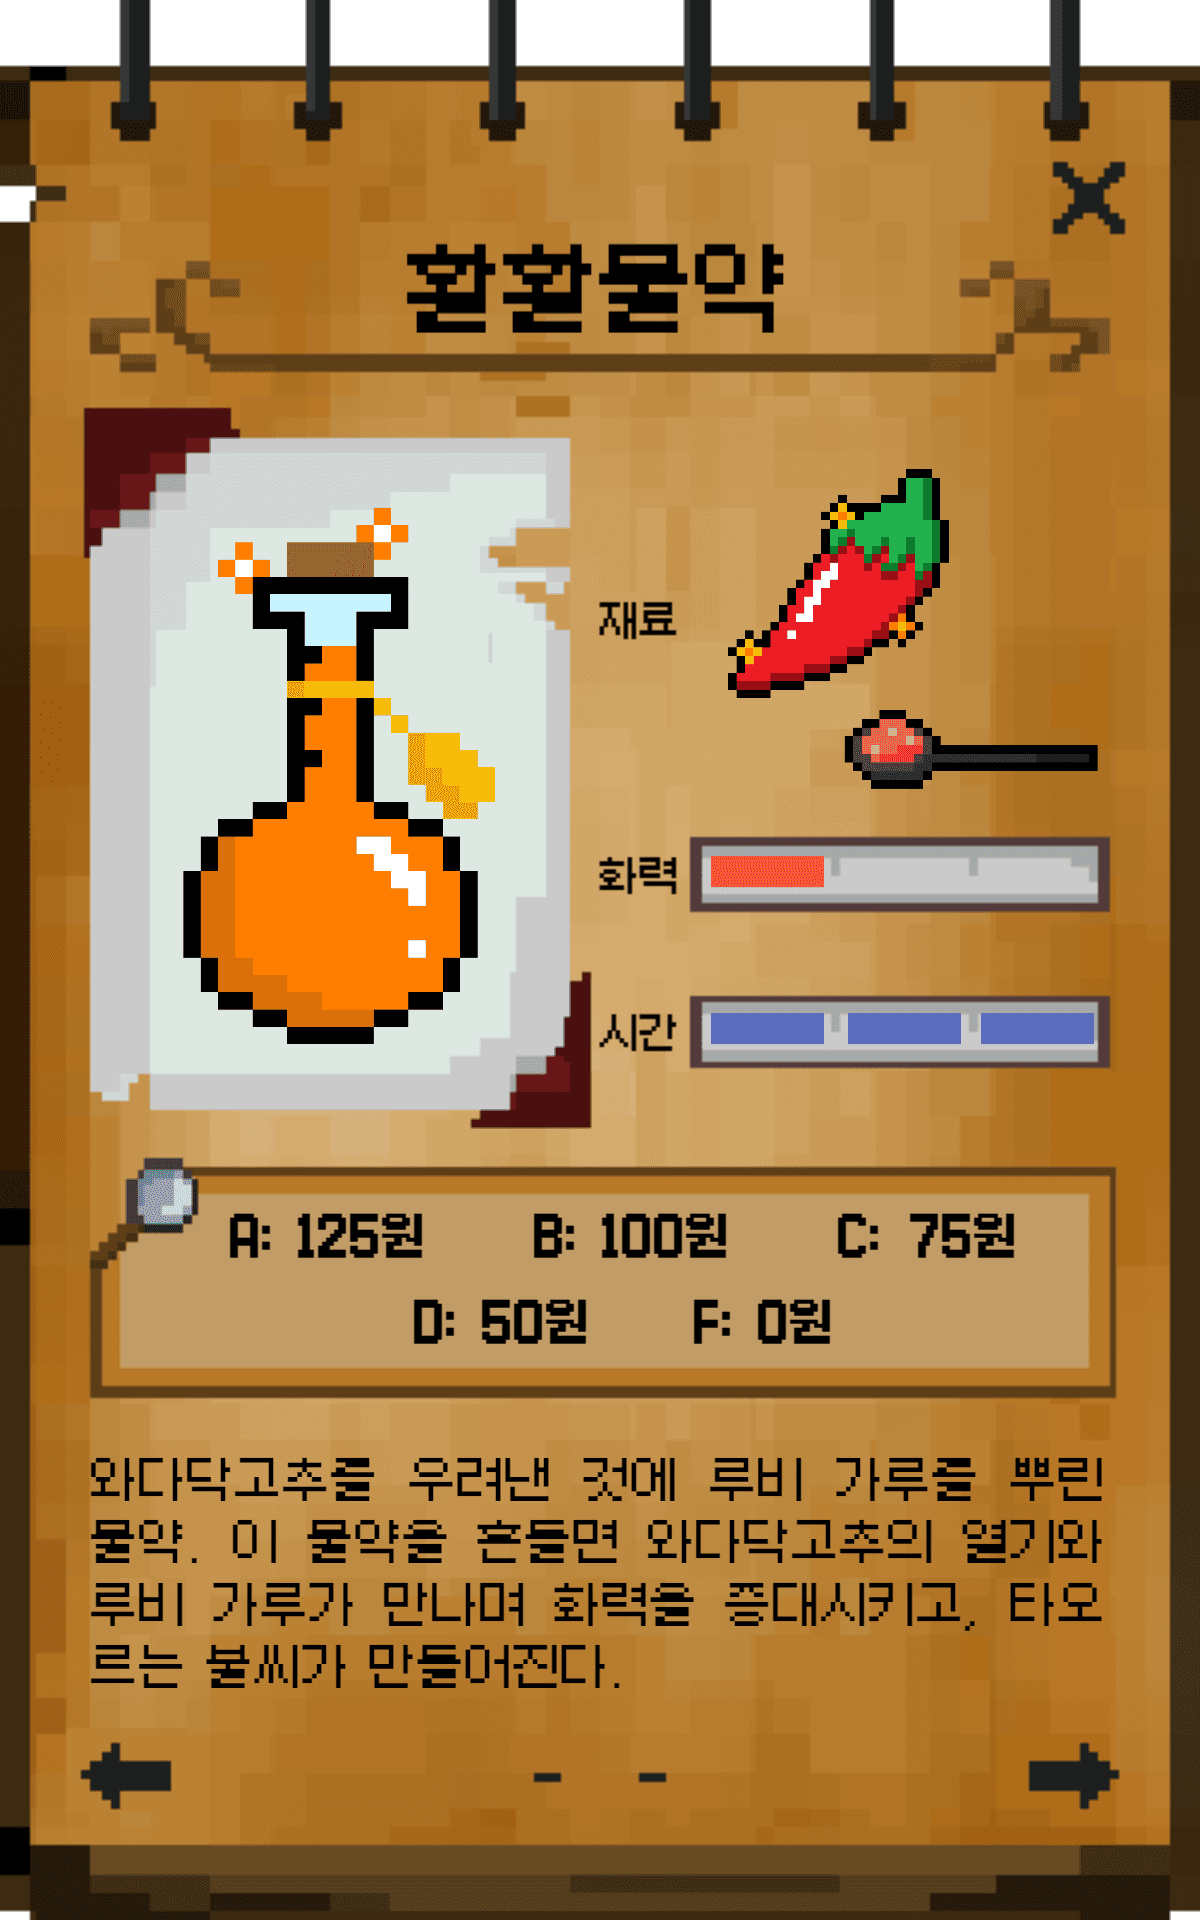 홛홛물약
재료
화력
시간
A: 125원 B: 100원 C: 75원
D: 50원 F: 0원
와다닥고추를 우려낸 것에 루비 가루를 뿌린
물약. 이 물약을 흔들면 와다닥고추의 열기와
루비 가루가 만나며 화력을 증대시키고, 타오
르는 불씨가 만들어진다.
- -